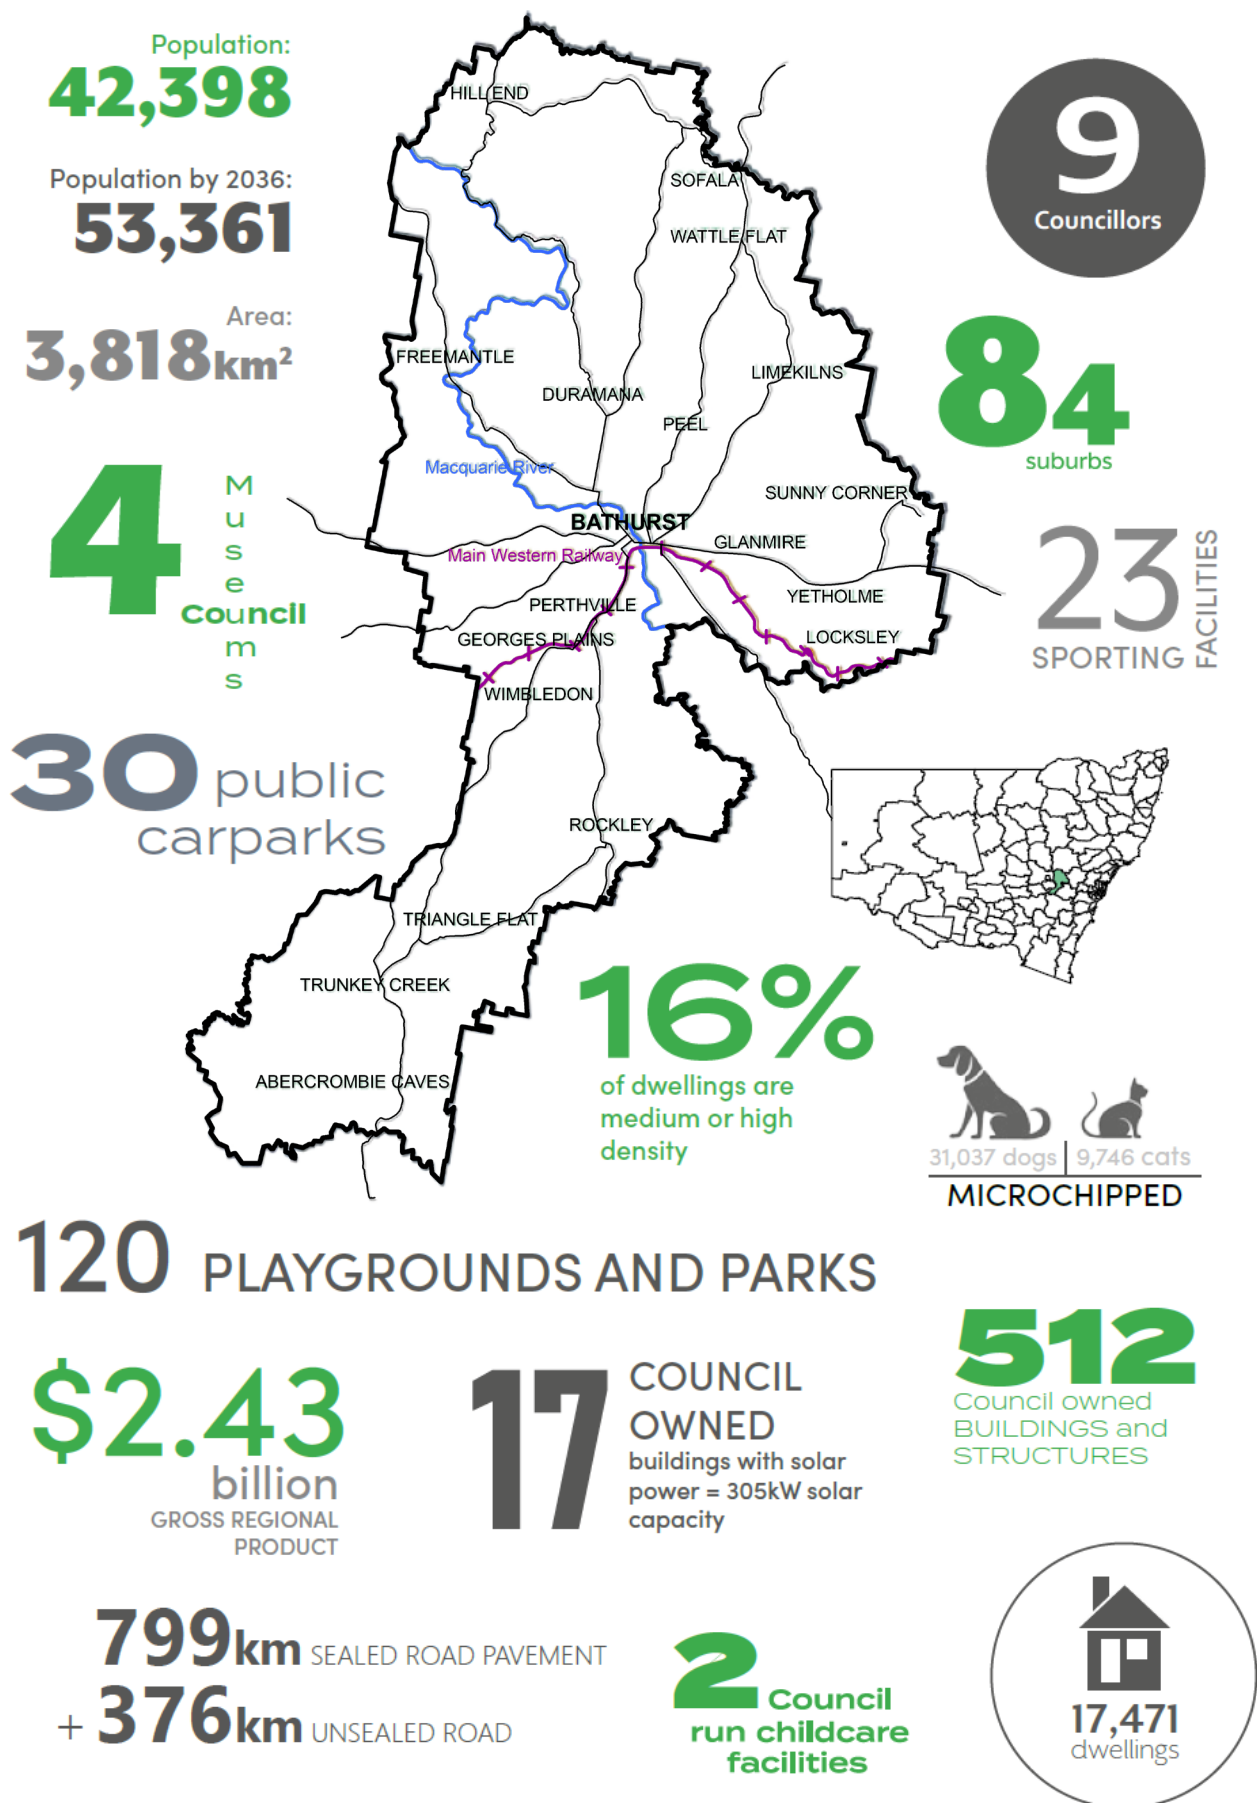 Population:
42,398
Population by 2036:
53,361
Area:
3,818km²
4
Museums
Council
30 public
carparks
HILL END
SOFALA
WATTLE FLAT
FREEMANTLE
LIMEKILNS
DURAMANA
PEEL
Macquarie River
SUNNY CORNER
BATHURST
GLANMIRE
Main Western Railway
YETHOLME
PERTHVILLE
LOCKSLEY
GEORGES PLAINS
WIMBLEDON
ROCKLEY
TRIANGLE FLAT
TRUNKEY CREEK
ABERCROMBIE CAVES
9
Councillors
84
suburbs
23
SPORTING
FACILITIES
16%
of dwellings are
medium or high
density
31,037 dogs
9,746 cats
MICROCHIPPED
120 PLAYGROUNDS AND PARKS
$2.43
billion
GROSS REGIONAL
PRODUCT
17
COUNCIL
OWNED
buildings with solar
power = 305kW solar
capacity
512
Council owned
BUILDINGS and
STRUCTURES
799km SEALED ROAD PAVEMENT
+ 376km UNSEALED ROAD
2 Council
run childcare
facilities
17,471
dwellings